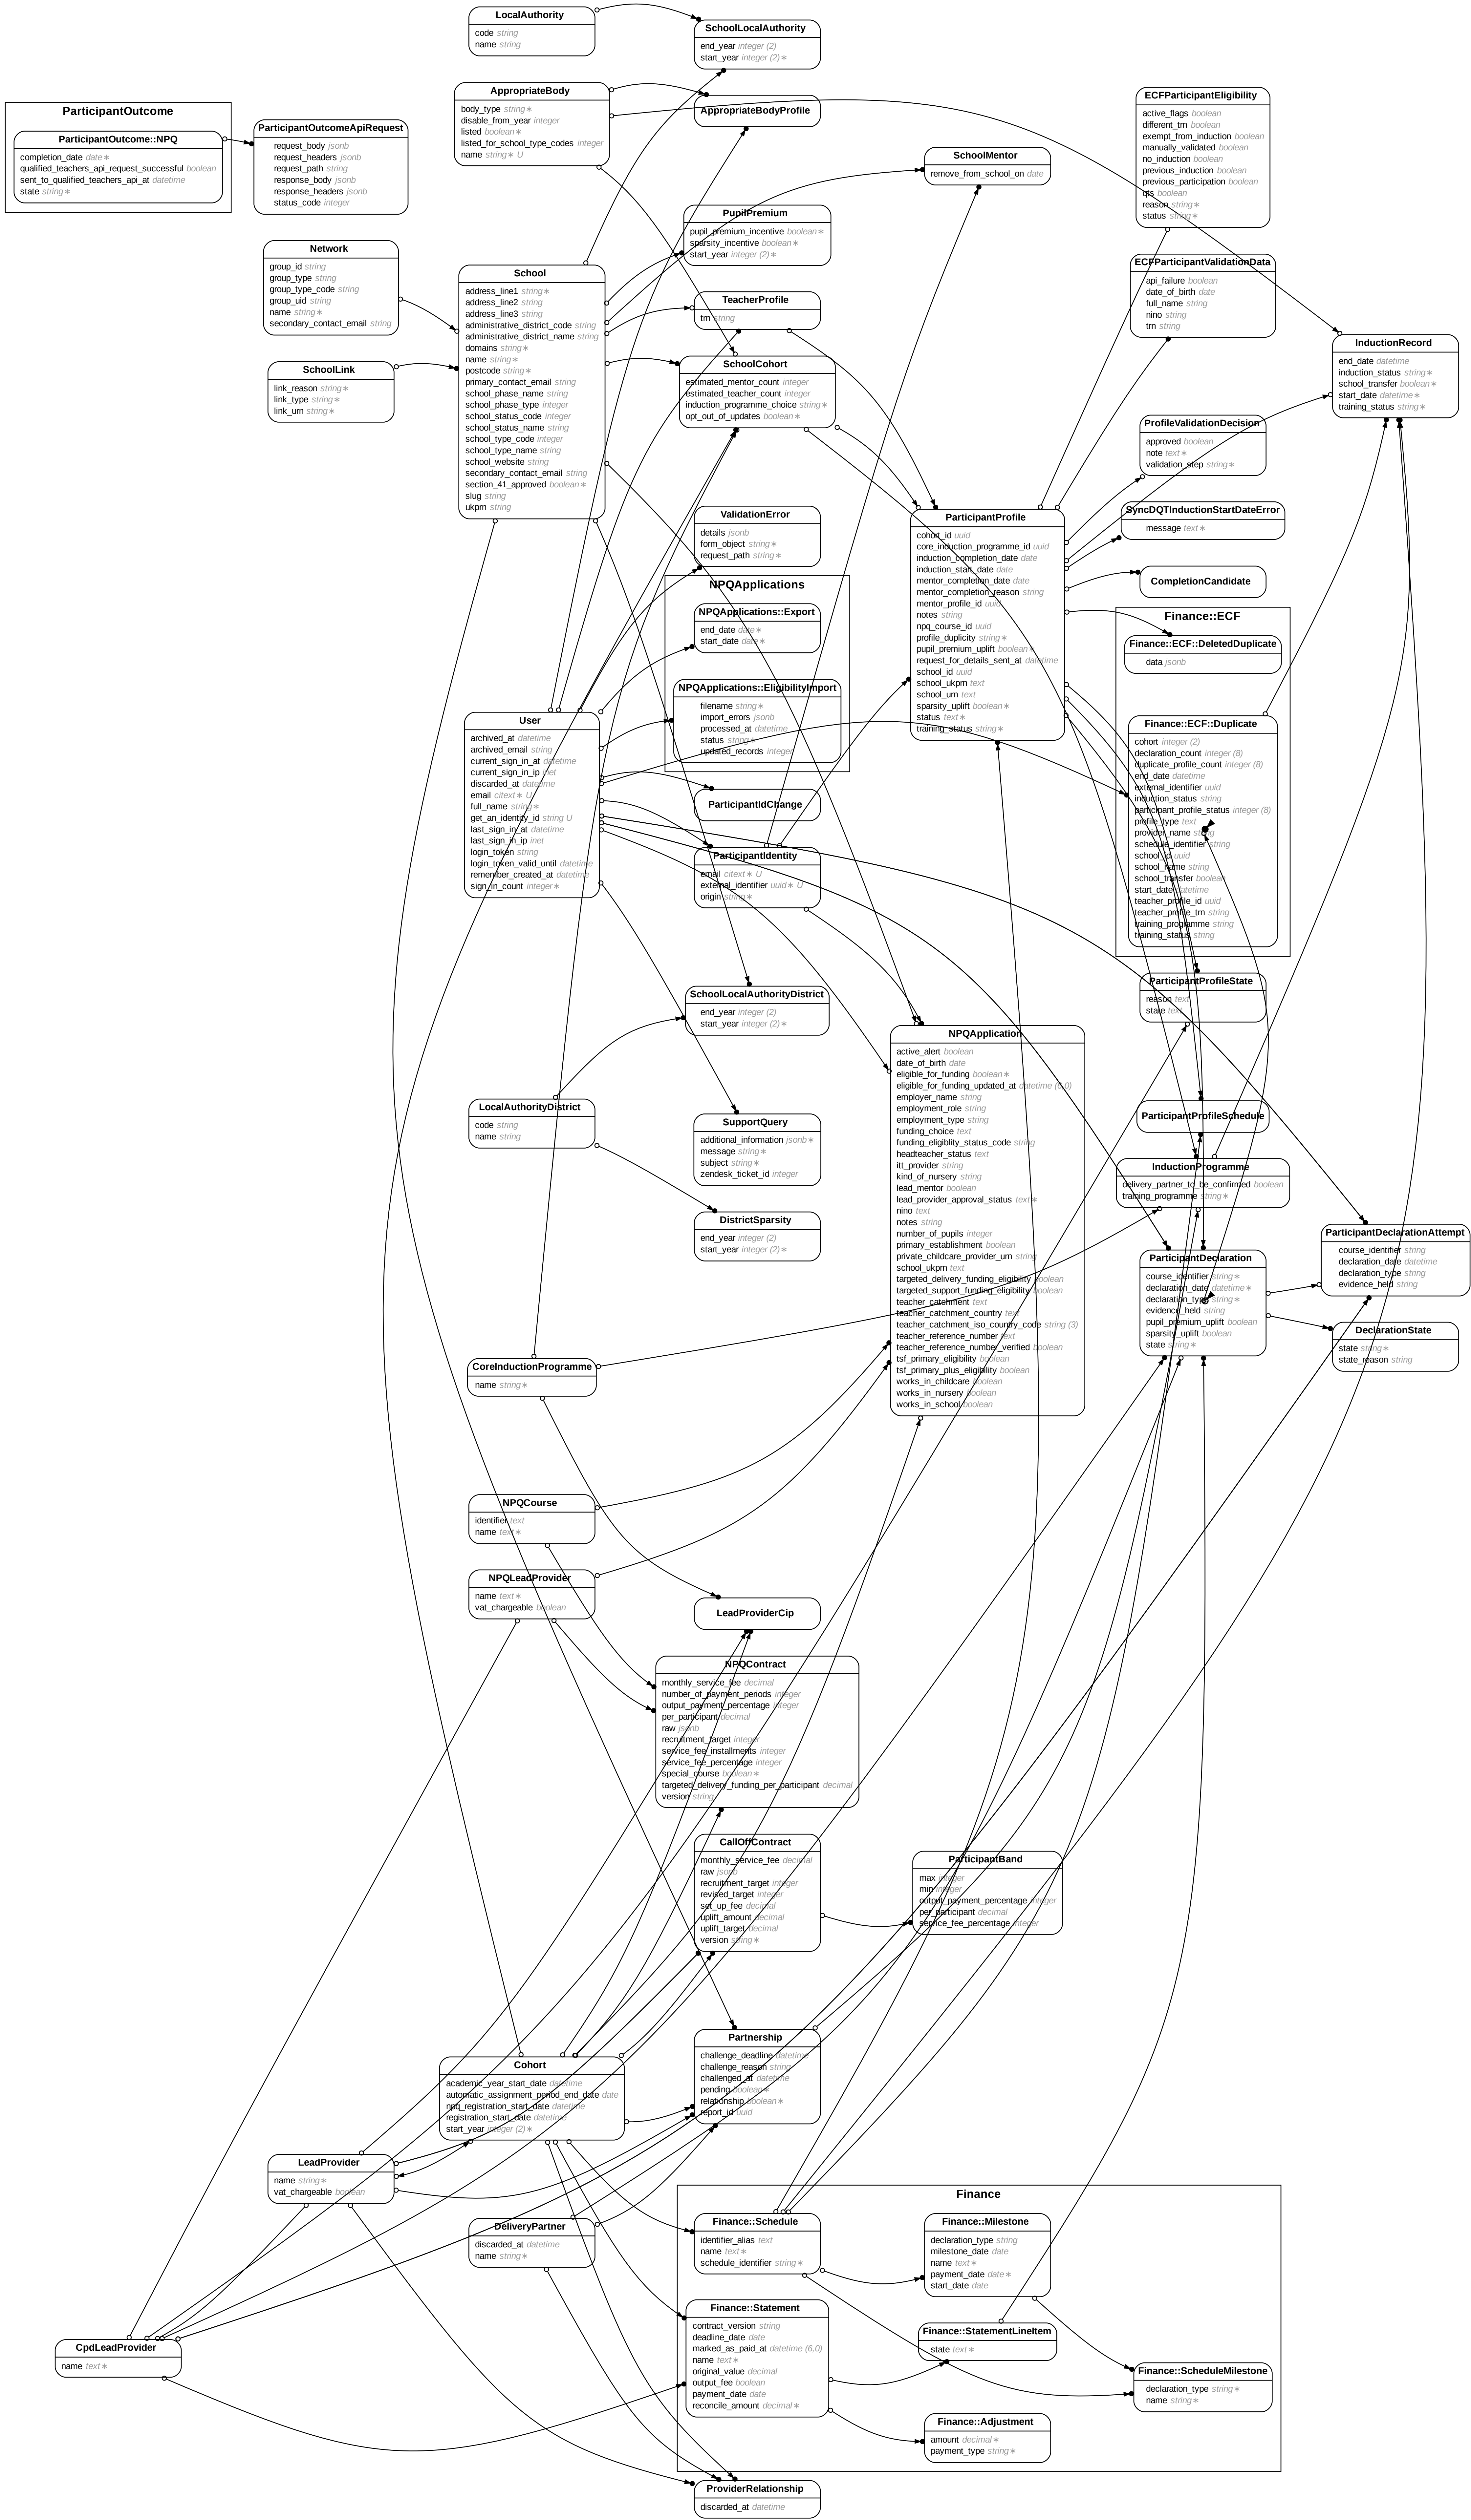 LocalAuthority
code string
name string
SchoolLocalAuthority
end_year integer (2)
start_year integer (2)∗
AppropriateBody
body_type string∗
disable_from_year integer
listed boolean∗
listed_for_school_type_codes integer
name string∗ U
AppropriateBodyProfile
ECFParticipantEligibility
active_flags boolean
different_trn boolean
exempt_from_induction boolean
manually_validated boolean
no_induction boolean
previous_induction boolean
previous_participation boolean
qts boolean
reason string∗
status string∗
ParticipantOutcome
ParticipantOutcome::NPQ
completion_date date∗
qualified_teachers_api_request_successful boolean
sent_to_qualified_teachers_api_at datetime
state string∗
ParticipantOutcomeApiRequest
request_body jsonb
request_headers jsonb
request_path string
response_body jsonb
response_headers jsonb
status_code integer
SchoolMentor
remove_from_school_on date
PupilPremium
pupil_premium_incentive boolean∗
sparsity_incentive boolean∗
start_year integer (2)∗
Network
group_id string
group_type string
group_type_code string
group_uid string
name string∗
secondary_contact_email string
School
address_line1 string∗
address_line2 string
address_line3 string
administrative_district_code string
administrative_district_name string
domains string∗
name string∗
postcode string∗
primary_contact_email string
school_phase_name string
school_phase_type integer
school_status_code integer
school_status_name string
school_type_code integer
school_type_name string
school_website string
secondary_contact_email string
section_41_approved boolean∗
slug string
ukprn string
ECFParticipantValidationData
api_failure boolean
date_of_birth date
full_name string
nino string
trn string
TeacherProfile
trn string
InductionRecord
end_date datetime
induction_status string∗
school_transfer boolean∗
start_date datetime∗
training_status string∗
SchoolLink
link_reason string∗
link_type string∗
link_urn string∗
SchoolCohort
estimated_mentor_count integer
estimated_teacher_count integer
induction_programme_choice string∗
opt_out_of_updates boolean∗
ProfileValidationDecision
approved boolean
note text∗
validation_step string∗
SyncDQTInductionStartDateError
message text∗
ValidationError
details jsonb
form_object string∗
request_path string∗
ParticipantProfile
cohort_id uuid
core_induction_programme_id uuid
induction_completion_date date
induction_start_date date
mentor_completion_date date
mentor_completion_reason string
mentor_profile_id uuid
notes string
npq_course_id uuid
profile_duplicity string∗
pupil_premium_uplift boolean∗
request_for_details_sent_at datetime
school_id uuid
school_ukprn text
school_urn text
sparsity_uplift boolean∗
status text∗
training_status string∗
CompletionCandidate
NPQApplications
NPQApplications::Export
end_date date∗
start_date date∗
NPQApplications::EligibilityImport
filename string∗
import_errors jsonb
processed_at datetime
status string∗
updated_records integer
Finance::ECF
Finance::ECF::DeletedDuplicate
data jsonb
Finance::ECF::Duplicate
cohort integer (2)
declaration_count integer (8)
duplicate_profile_count integer (8)
end_date datetime
external_identifier uuid
induction_status string
participant_profile_status integer (8)
profile_type text
provider_name string
schedule_identifier string
school_id uuid
school_name string
school_transfer boolean
start_date datetime
teacher_profile_id uuid
teacher_profile_trn string
training_programme string
training_status string
User
archived_at datetime
archived_email string
current_sign_in_at datetime
current_sign_in_ip inet
discarded_at datetime
email citext∗ U
full_name string∗
get_an_identity_id string U
last_sign_in_at datetime
last_sign_in_ip inet
login_token string
login_token_valid_until datetime
remember_created_at datetime
sign_in_count integer∗
ParticipantIdChange
ParticipantIdentity
email citext∗ U
external_identifier uuid∗ U
origin string∗
ParticipantProfileState
reason text
state text
SchoolLocalAuthorityDistrict
end_year integer (2)
start_year integer (2)∗
NPQApplication
active_alert boolean
date_of_birth date
eligible_for_funding boolean∗
eligible_for_funding_updated_at datetime (6,0)
employer_name string
employment_role string
employment_type string
funding_choice text
funding_eligiblity_status_code string
headteacher_status text
itt_provider string
kind_of_nursery string
lead_mentor boolean
lead_provider_approval_status text∗
nino text
notes string
number_of_pupils integer
primary_establishment boolean
private_childcare_provider_urn string
school_ukprn text
targeted_delivery_funding_eligibility boolean
targeted_support_funding_eligibility boolean
teacher_catchment text
teacher_catchment_country text
teacher_catchment_iso_country_code string (3)
teacher_reference_number text
teacher_reference_number_verified boolean
tsf_primary_eligibility boolean
tsf_primary_plus_eligibility boolean
works_in_childcare boolean
works_in_nursery boolean
works_in_school boolean
LocalAuthorityDistrict
code string
name string
SupportQuery
additional_information jsonb∗
message string∗
subject string∗
zendesk_ticket_id integer
ParticipantProfileSchedule
InductionProgramme
delivery_partner_to_be_confirmed boolean
training_programme string∗
DistrictSparsity
end_year integer (2)
start_year integer (2)∗
ParticipantDeclaration
course_identifier string∗
declaration_date datetime∗
declaration_type string∗
evidence_held string
pupil_premium_uplift boolean
sparsity_uplift boolean
state string∗
ParticipantDeclarationAttempt
course_identifier string
declaration_date datetime
declaration_type string
evidence_held string
DeclarationState
state string∗
state_reason string
CoreInductionProgramme
name string∗
NPQCourse
identifier text
name text∗
NPQLeadProvider
name text∗
vat_chargeable boolean
LeadProviderCip
NPQContract
monthly_service_fee decimal
number_of_payment_periods integer
output_payment_percentage integer
per_participant decimal
raw jsonb
recruitment_target integer
service_fee_installments integer
service_fee_percentage integer
special_course boolean∗
targeted_delivery_funding_per_participant decimal
version string
CallOffContract
monthly_service_fee decimal
raw jsonb
recruitment_target integer
revised_target integer
set_up_fee decimal
uplift_amount decimal
uplift_target decimal
version string∗
ParticipantBand
max integer
min integer
output_payment_percentage integer
per_participant decimal
service_fee_percentage integer
Partnership
challenge_deadline datetime
challenge_reason string
challenged_at datetime
pending boolean∗
relationship boolean∗
report_id uuid
Cohort
academic_year_start_date datetime
automatic_assignment_period_end_date date
npq_registration_start_date datetime
registration_start_date datetime
start_year integer (2)∗
LeadProvider
name string∗
vat_chargeable boolean
DeliveryPartner
discarded_at datetime
name string∗
Finance
Finance::Schedule
identifier_alias text
name text∗
schedule_identifier string∗
Finance::Milestone
declaration_type string
milestone_date date
name text∗
payment_date date∗
start_date date
Finance::Statement
contract_version string
deadline_date date
marked_as_paid_at datetime (6,0)
name text∗
original_value decimal
output_fee boolean
payment_date date
reconcile_amount decimal∗
Finance::StatementLineItem
state text∗
Finance::ScheduleMilestone
declaration_type string∗
name string∗
Finance::Adjustment
amount decimal∗
payment_type string∗
CpdLeadProvider
name text∗
ProviderRelationship
discarded_at datetime